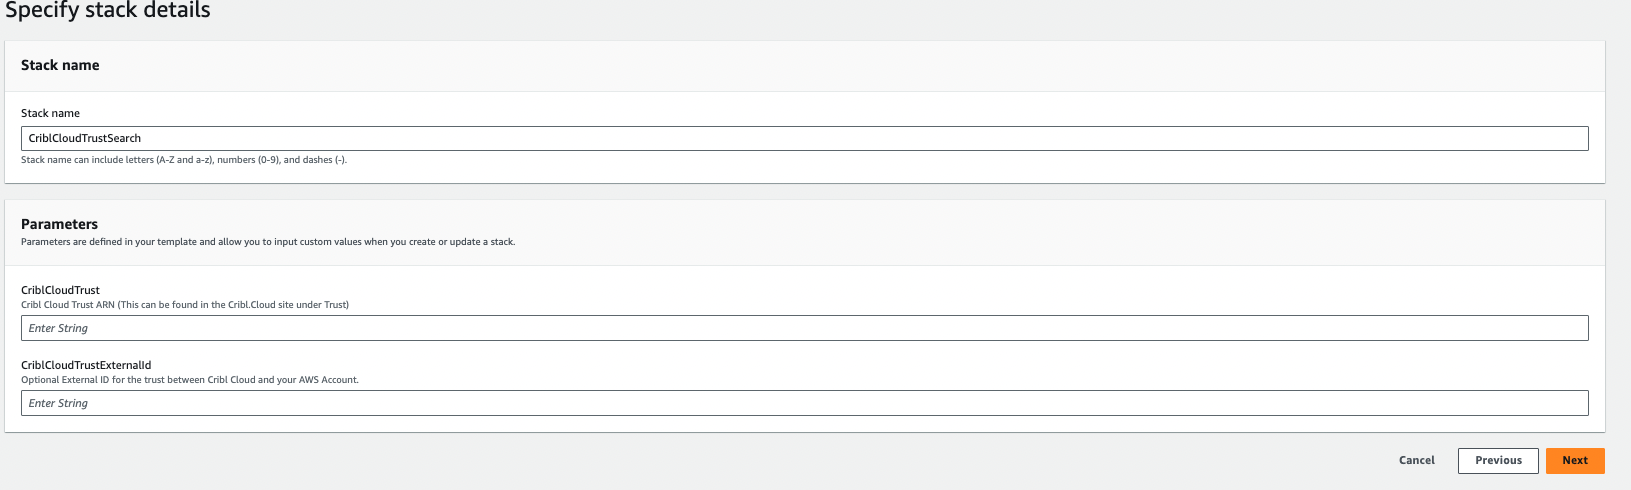 Specify stack details
Stack name
Stack name
CriblCloudTrustSearch
Stack name can include letters (A-Z and a-z), numbers (0-9), and dashes (-).
Parameters
Parameters are defined in your template and allow you to input custom values when you create or update a stack.
CriblCloudTrust
Cribl Cloud Trust ARN (This can be found in the Cribl.Cloud site under Trust)
Enter String
CriblCloudTrustExternalId
Optional External ID for the trust between Cribl Cloud and your AWS Account.
Enter String
Cancel Previous Next